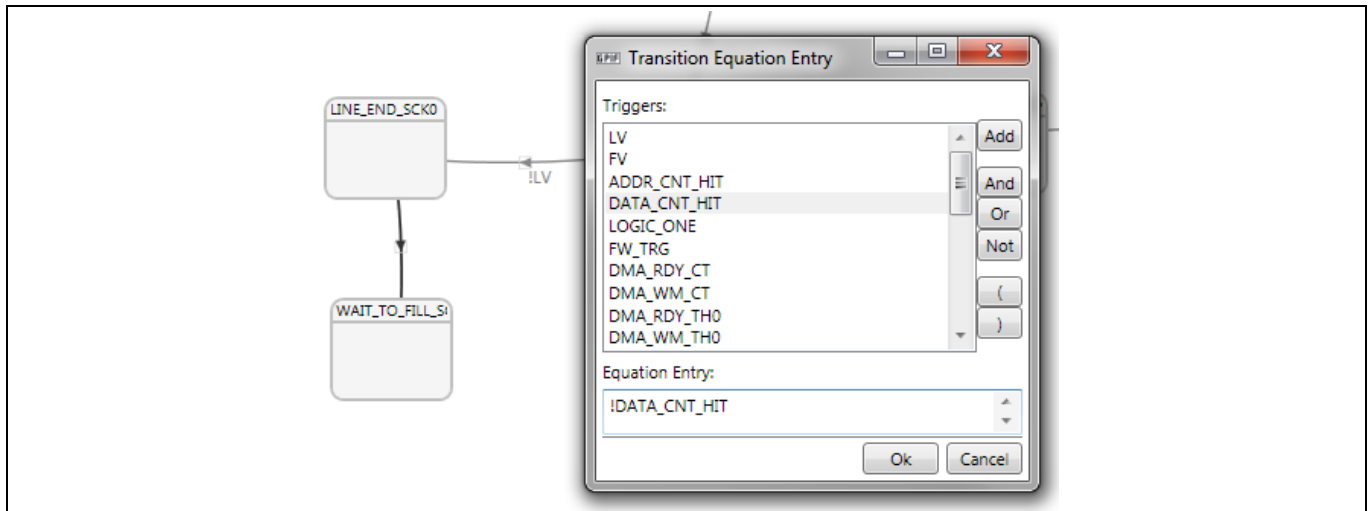 GPIF Transition Equation Entry
LINE_END_SCK0
!LV
WAIT_TO_FILL_S
Triggers:
LV
FV
ADDR_CNT_HIT
DATA_CNT_HIT
LOGIC_ONE
FW_TRG
DMA_RDY_CT
DMA_WM_CT
DMA_RDY_TH0
DMA_WM_TH0
Add
And
Or
Not
(
)
Equation Entry:
!DATA_CNT_HIT
Ok Cancel